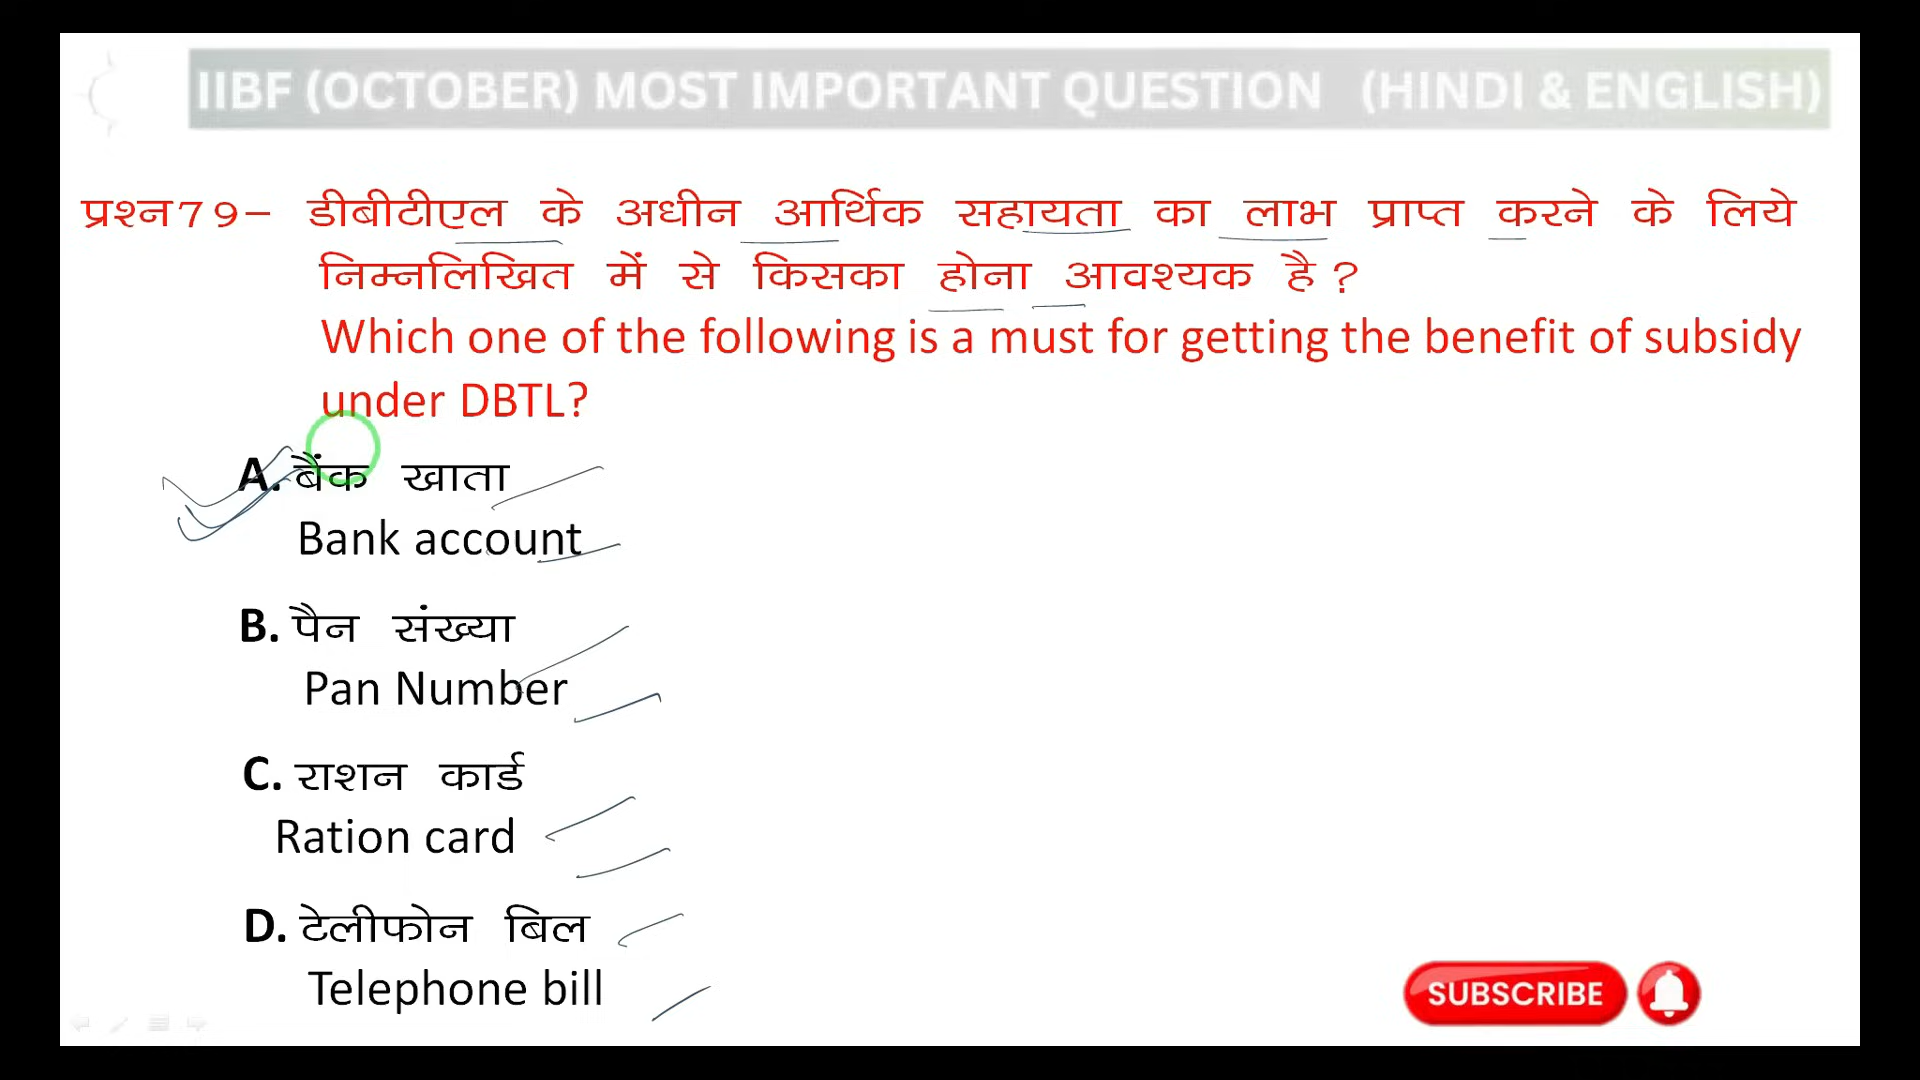 IIBF (OCTOBER) MOST IMPORTANT QUESTION (HINDI & ENGLISH)
प्रश्न79– डीबीटीएल के अधीन आर्थिक सहायता का लाभ प्राप्त करने के लिये
निम्नलिखित में से किसका होना आवश्यक है?
Which one of the following is a must for getting the benefit of subsidy
under DBTL?
A. बैंक खाता
Bank account
B. पैन संख्या
Pan Number
C. राशन कार्ड
Ration card
D. टेलीफोन बिल
Telephone bill
SUBSCRIBE